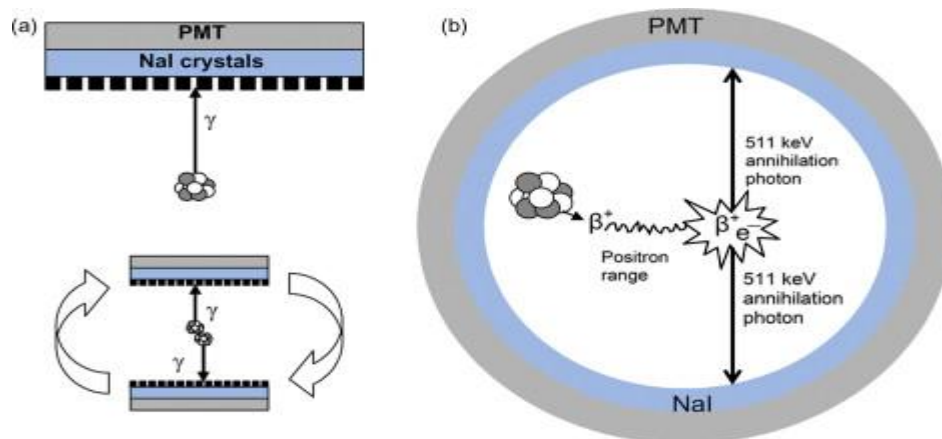 (a)
PMT
NaI crystals
γ
γ
γ
(b)
PMT
511 keV
annihilation
photon
β+
β+
e−
Positron
range
511 keV
annihilation
photon
NaI